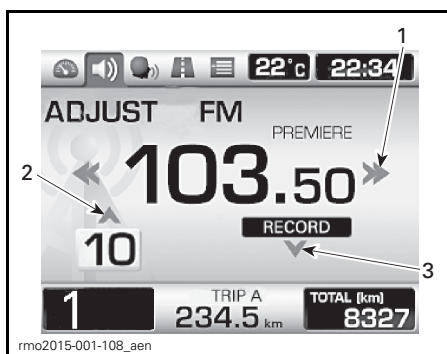 1
22°c 22:34
ADJUST FM
PREMIERE
2
103.50
10
RECORD
3
1
TRIP A
234.5 km
TOTAL [km]
8327
rmo2015-001-108_aen